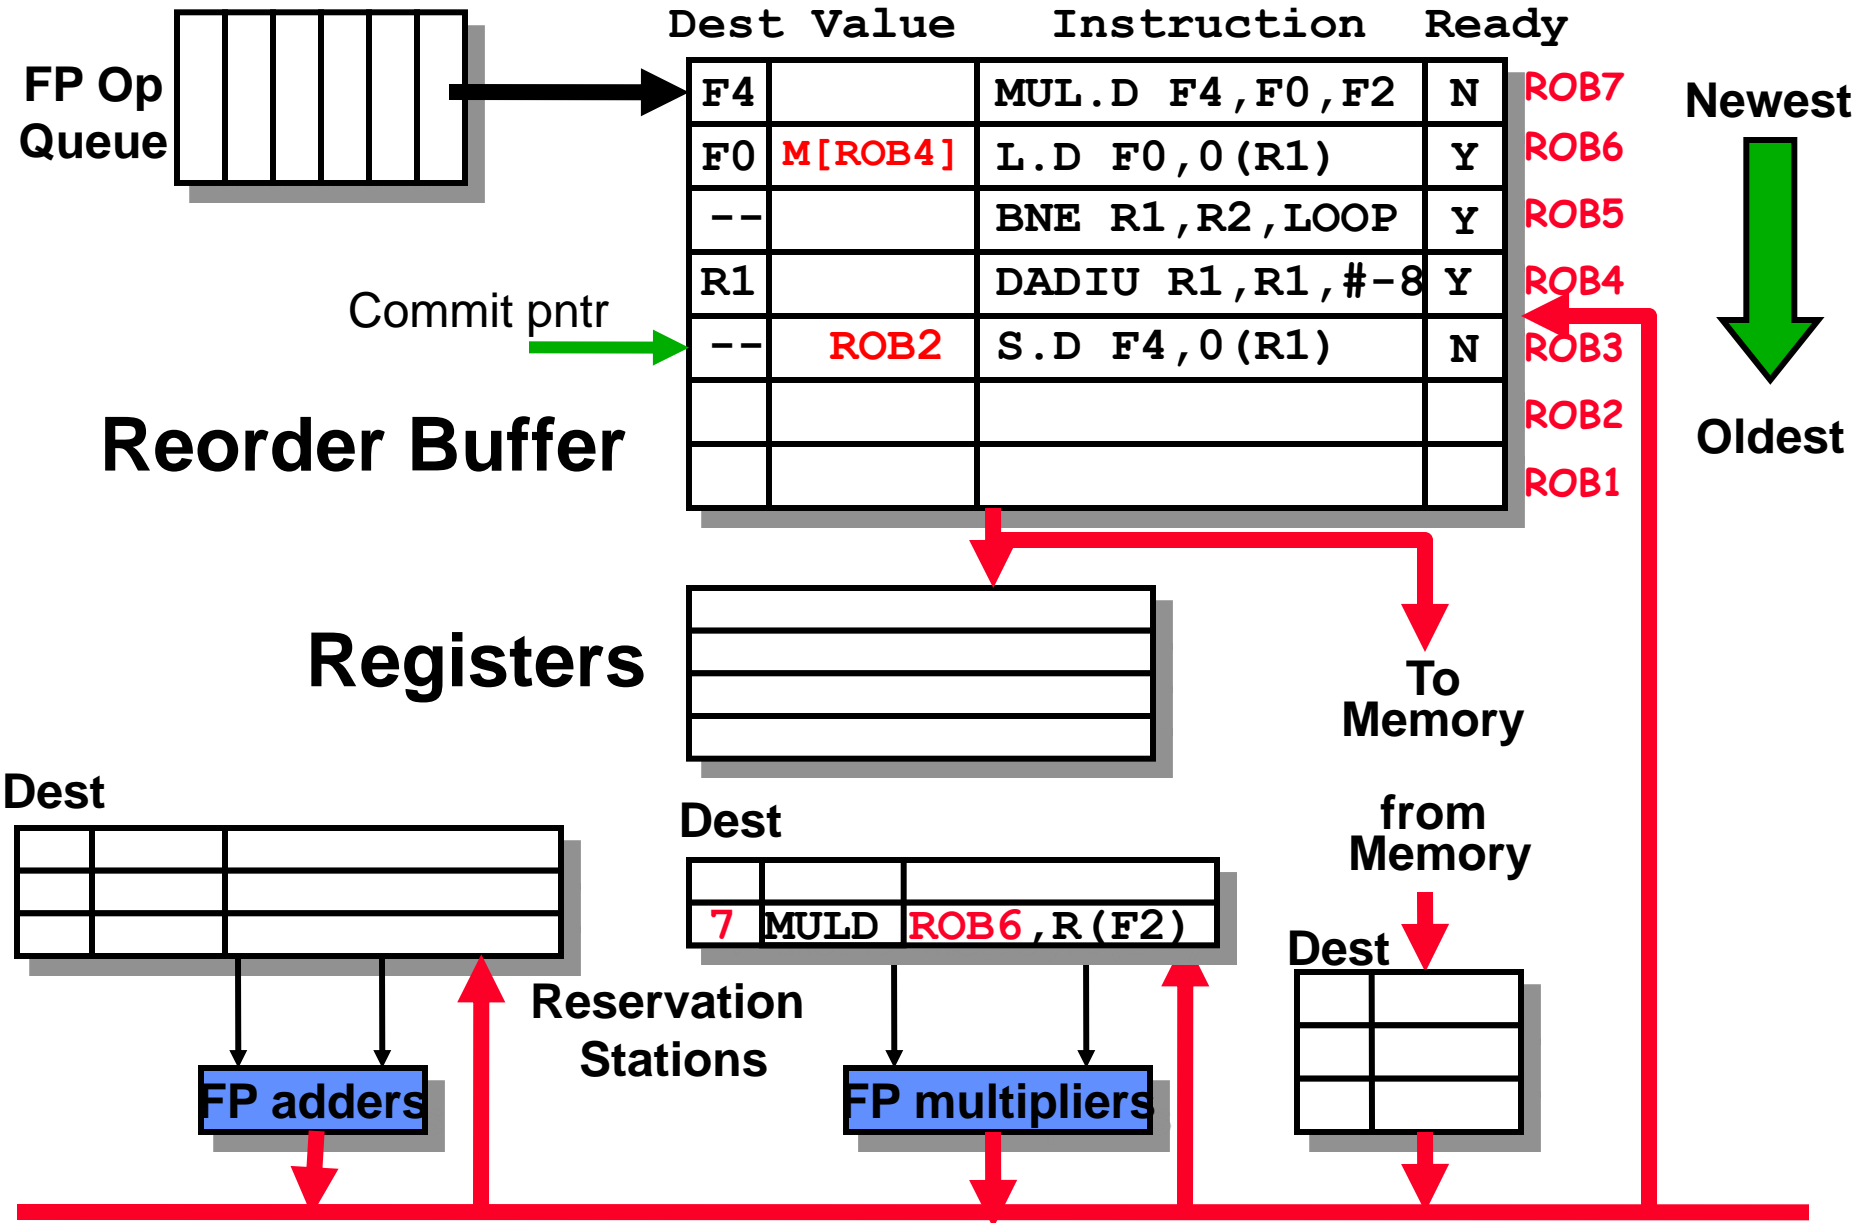 Dest Value Instruction Ready
FP Op
Queue
F4 MUL.D F4,F0,F2 N ROB7
F0 M[ROB4] L.D F0,0(R1) Y ROB6
-- BNE R1,R2,LOOP Y ROB5
R1 DADIU R1,R1,#-8 Y ROB4
-- ROB2 S.D F4,0(R1) N ROB3
ROB2
ROB1
Newest
Oldest
Commit pntr
Reorder Buffer
Registers
To
Memory
from
Memory
Dest
Dest
7 MULD ROB6,R(F2)
Dest
Reservation
Stations
FP adders
FP multipliers